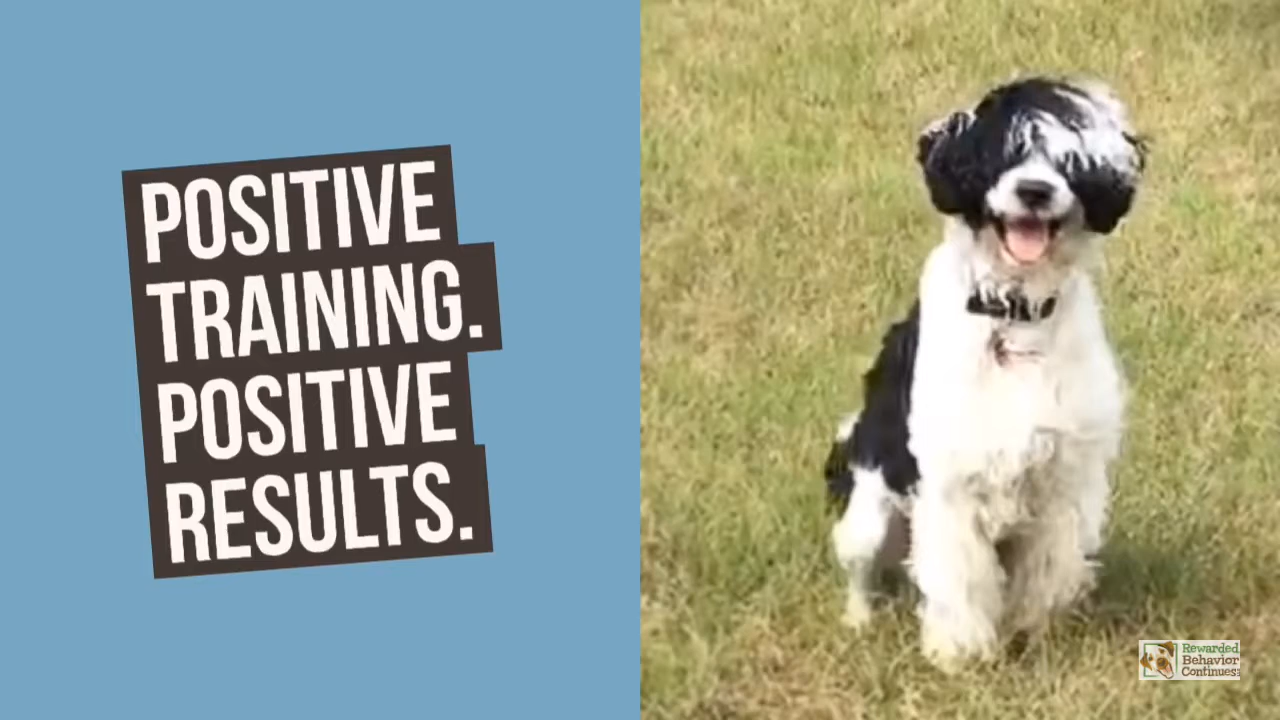 POSITIVE
TRAINING.
POSITIVE
RESULTS.
Rewarded
Behavior
Continues